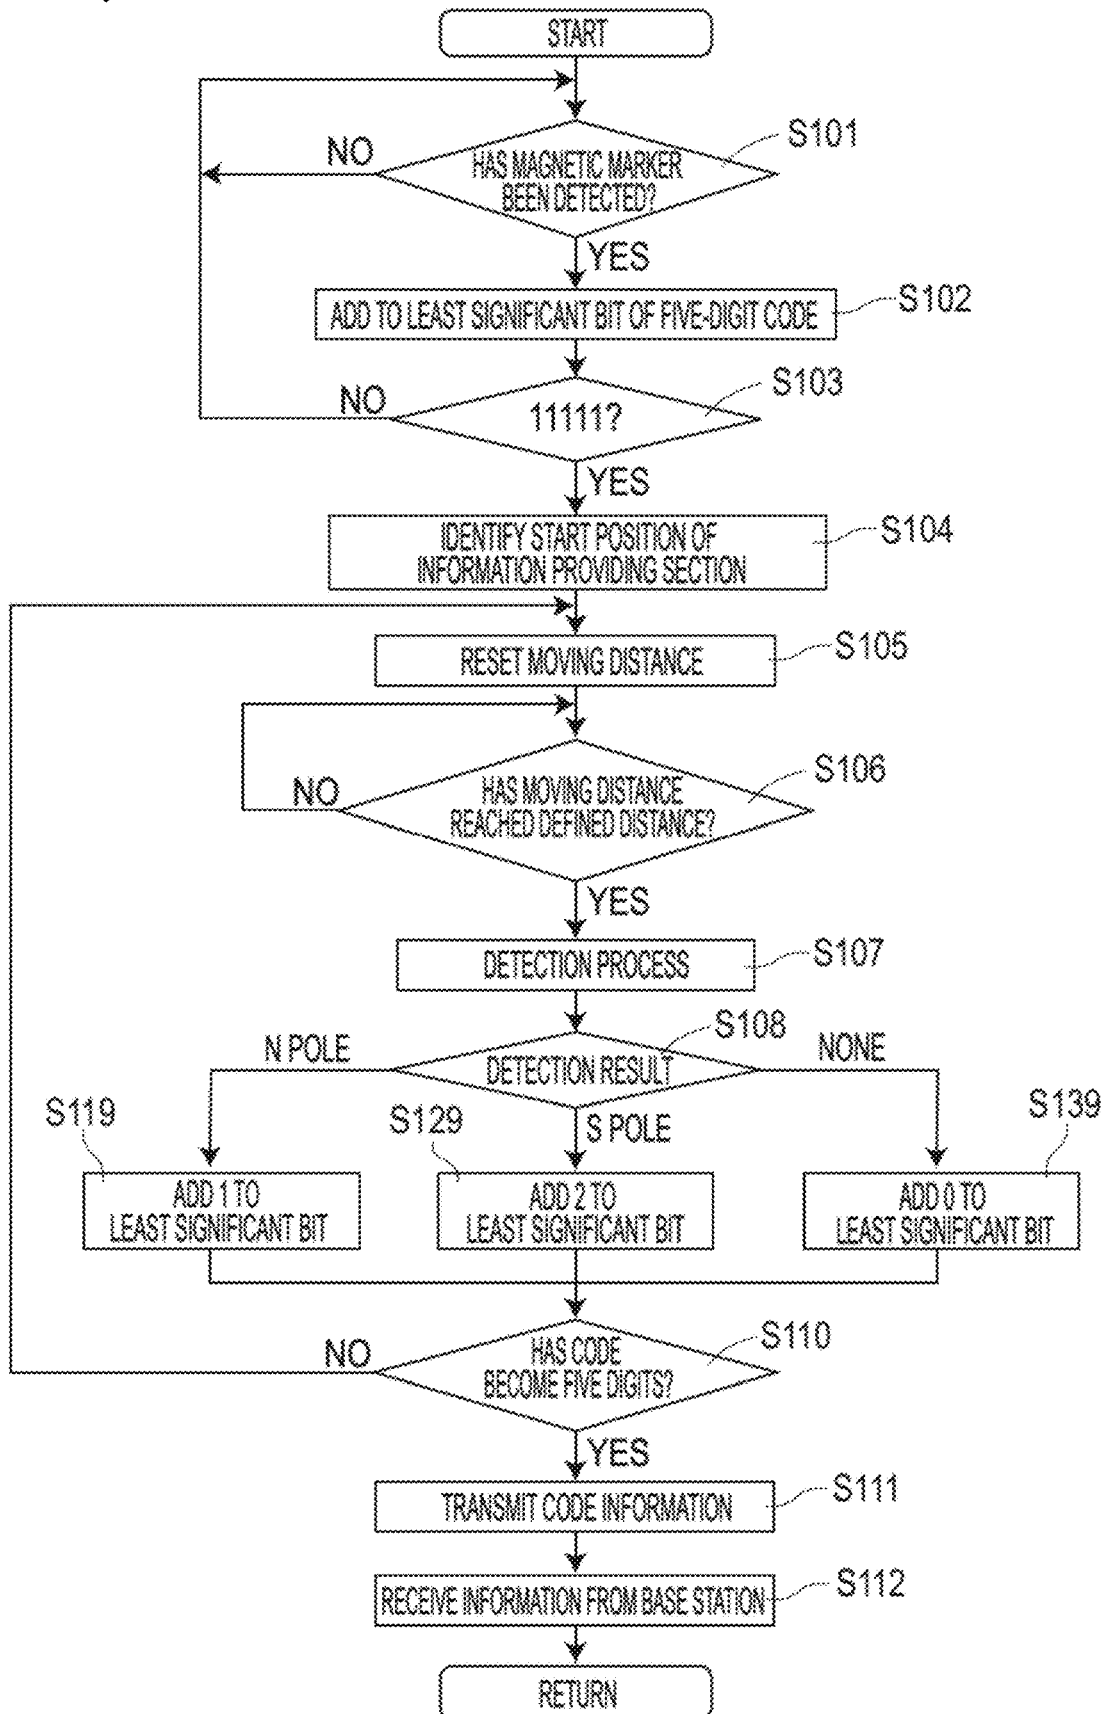 START
S101
NO
HAS MAGNETIC MARKER
BEEN DETECTED?
YES
ADD TO LEAST SIGNIFICANT BIT OF FIVE-DIGIT CODE
S102
S103
NO
11111?
YES
IDENTIFY START POSITION OF
INFORMATION PROVIDING SECTION
S104
RESET MOVING DISTANCE
S105
S106
NO
HAS MOVING DISTANCE
REACHED DEFINED DISTANCE?
YES
DETECTION PROCESS
S107
S108
N POLE
DETECTION RESULT
NONE
S119
S129
S POLE
S139
ADD 1 TO
LEAST SIGNIFICANT BIT
ADD 2 TO
LEAST SIGNIFICANT BIT
ADD 0 TO
LEAST SIGNIFICANT BIT
S110
NO
HAS CODE
BECOME FIVE DIGITS?
YES
TRANSMIT CODE INFORMATION
S111
RECEIVE INFORMATION FROM BASE STATION
S112
RETURN